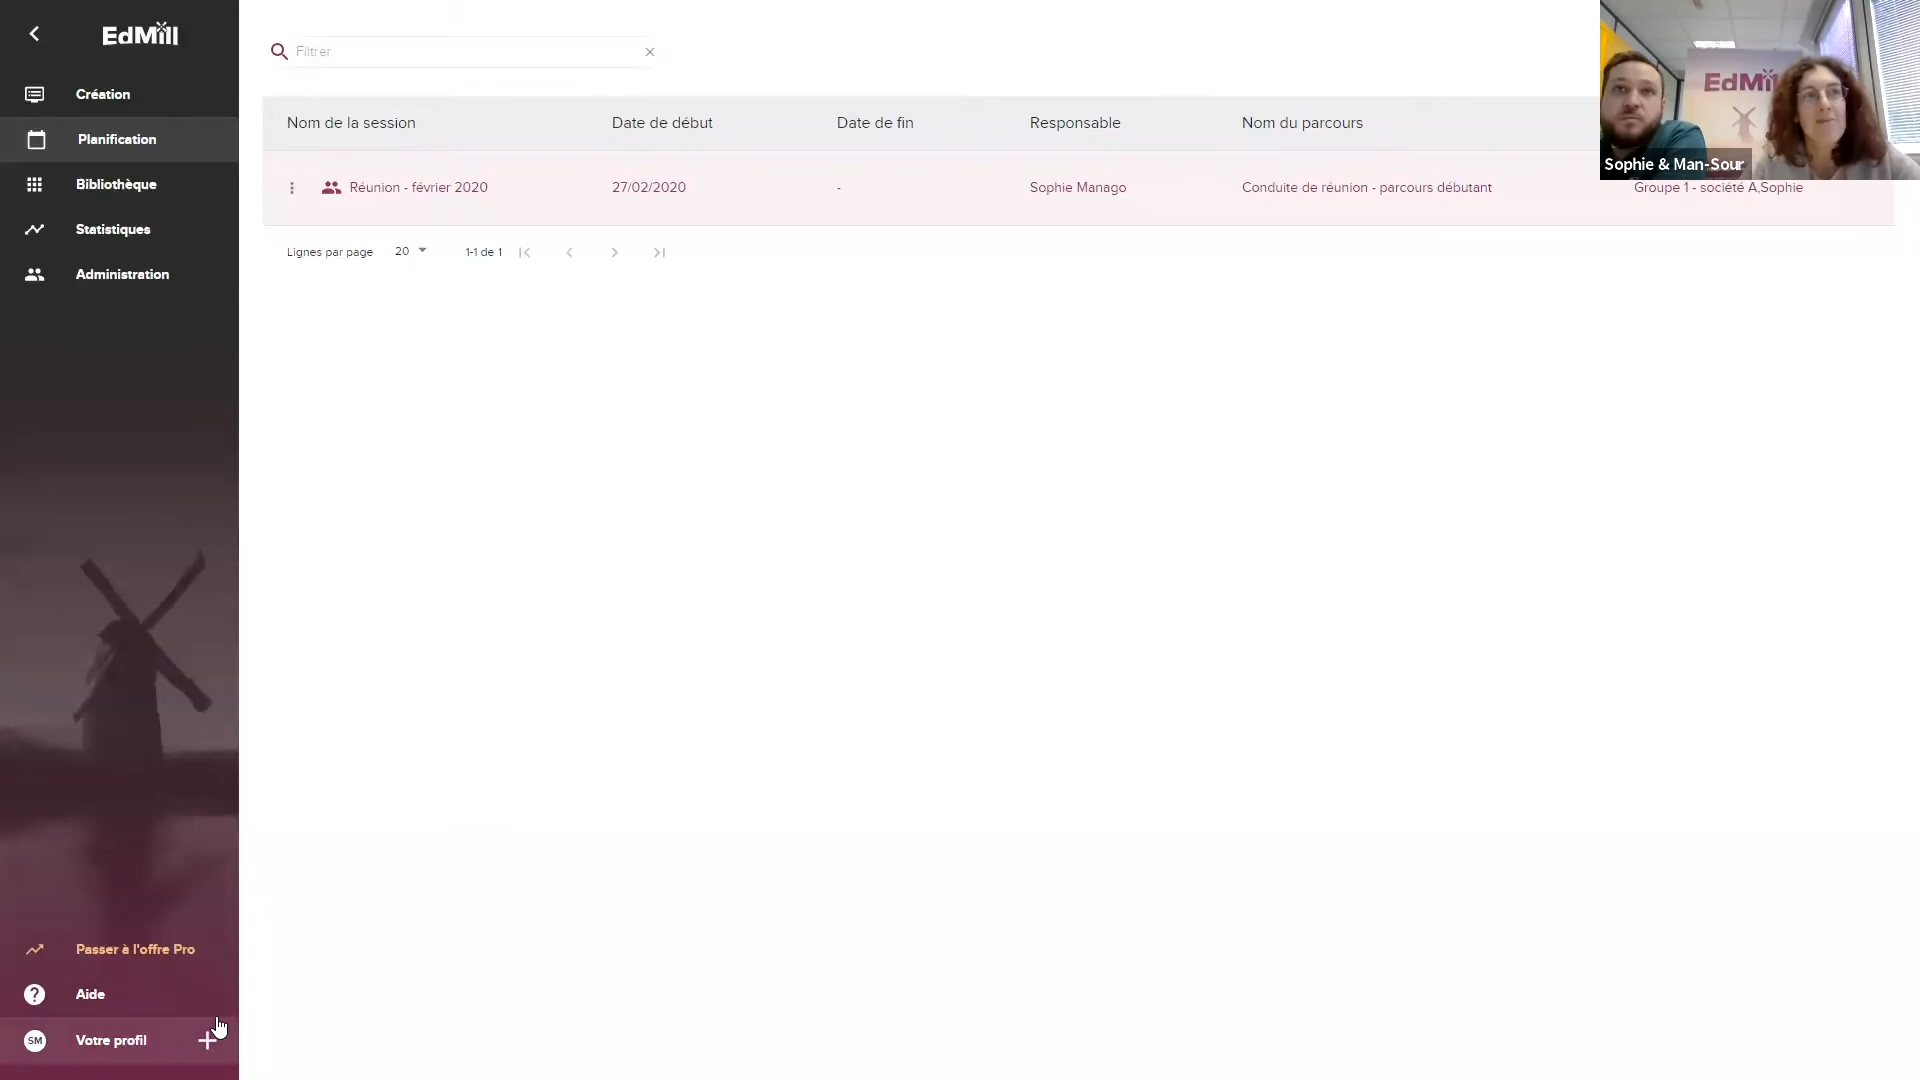 EdMill
Création
Planification
Bibliothèque
Statistiques
Administration
Passer à l'offre Pro
Aide
SM Votre profil
Filtrer
Nom de la session Date de début Date de fin Responsable Nom du parcours
Réunion - février 2020 27/02/2020 - Sophie Manago Conduite de réunion - parcours débutant Groupe 1 - société A,Sophie
Lignes par page 20 1-1 de 1
EdMill
Sophie & Man-Sour